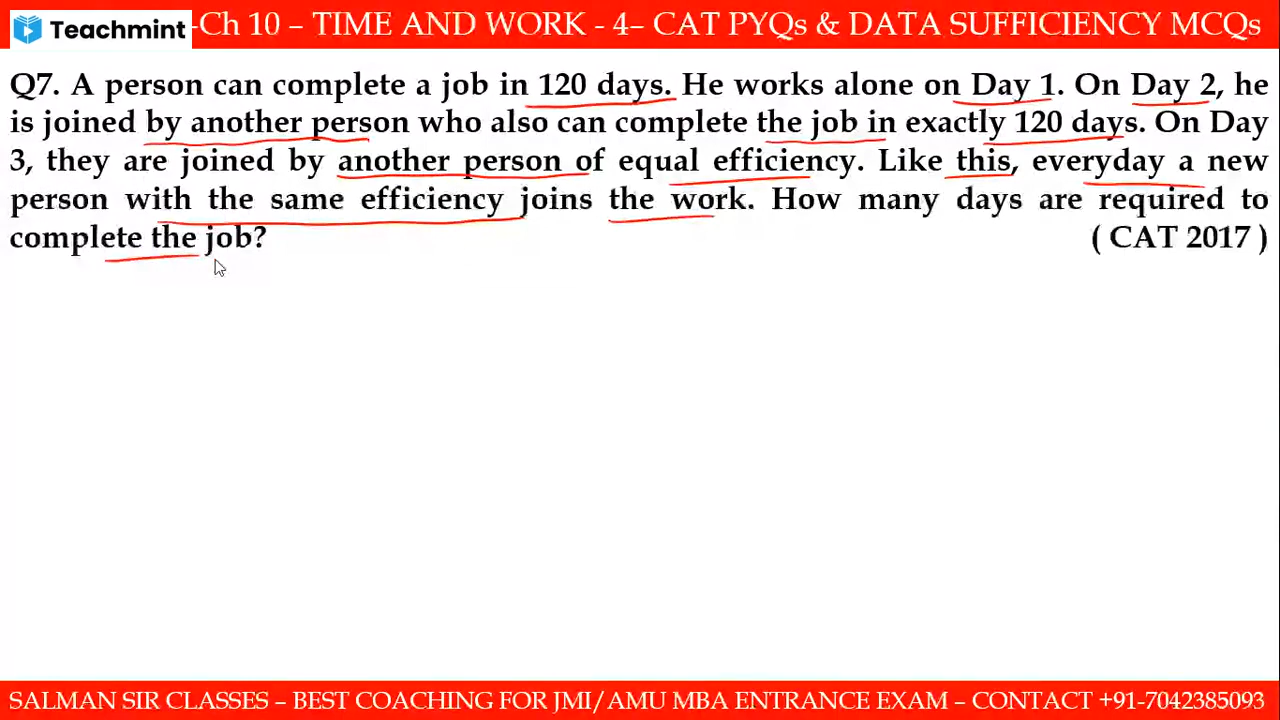 Teachmint
-Ch 10 – TIME AND WORK - 4– CAT PYQs & DATA SUFFICIENCY MCQs
Q7. A person can complete a job in 120 days. He works alone on Day 1. On Day 2, he
is joined by another person who also can complete the job in exactly 120 days. On Day
3, they are joined by another person of equal efficiency. Like this, everyday a new
person with the same efficiency joins the work. How many days are required to
complete the job? ( CAT 2017 )
SALMAN SIR CLASSES – BEST COACHING FOR JMI/AMU MBA ENTRANCE EXAM – CONTACT +91-7042385093